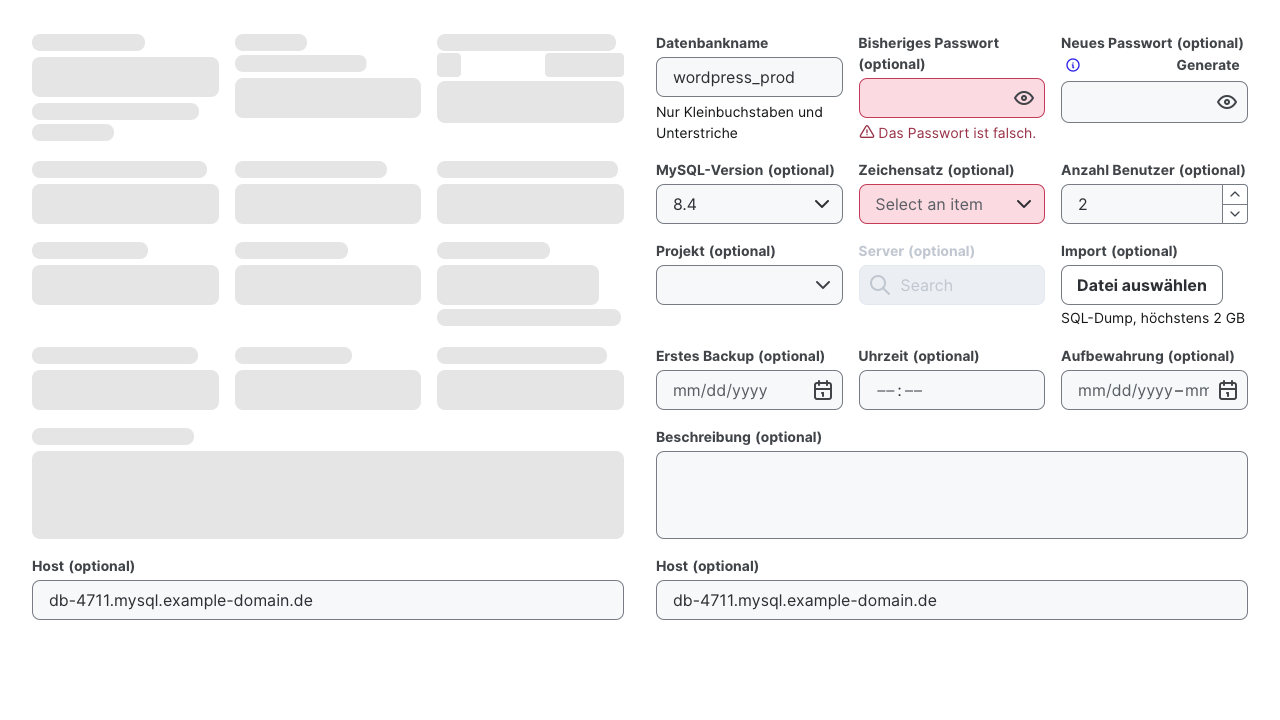 Datenbankname
wordpress_prod
Nur Kleinbuchstaben und
Unterstriche
Bisheriges Passwort
(optional)
Das Passwort ist falsch.
Neues Passwort (optional)
Generate
MySQL-Version (optional)
8.4
Zeichensatz (optional)
Select an item
Anzahl Benutzer (optional)
2
Projekt (optional)
Server (optional)
Search
Import (optional)
Datei auswählen
SQL-Dump, höchstens 2 GB
Erstes Backup (optional)
mm/dd/yyyy
Uhrzeit (optional)
––:––
Aufbewahrung (optional)
mm/dd/yyyy–mm
Beschreibung (optional)
Host (optional)
db-4711.mysql.example-domain.de
Host (optional)
db-4711.mysql.example-domain.de